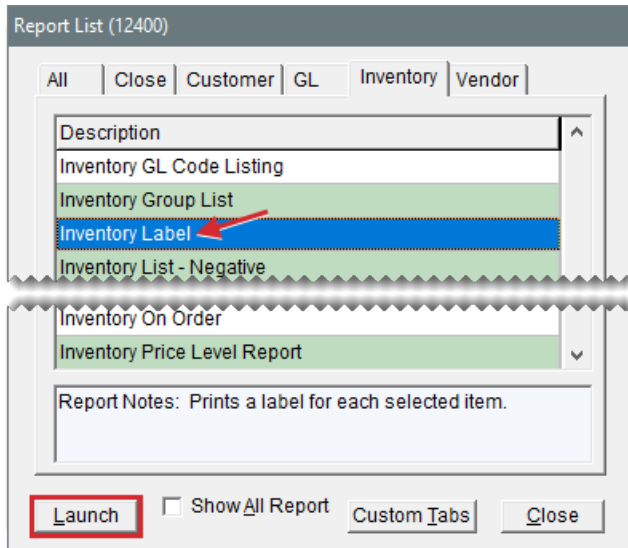 Report List (12400)
All Close Customer GL Inventory Vendor
Description
Inventory GL Code Listing
Inventory Group List
Inventory Label
Inventory List - Negative
Inventory On Order
Inventory Price Level Report
Report Notes:  Prints a label for each selected item.
Launch Show All Report Custom Tabs Close